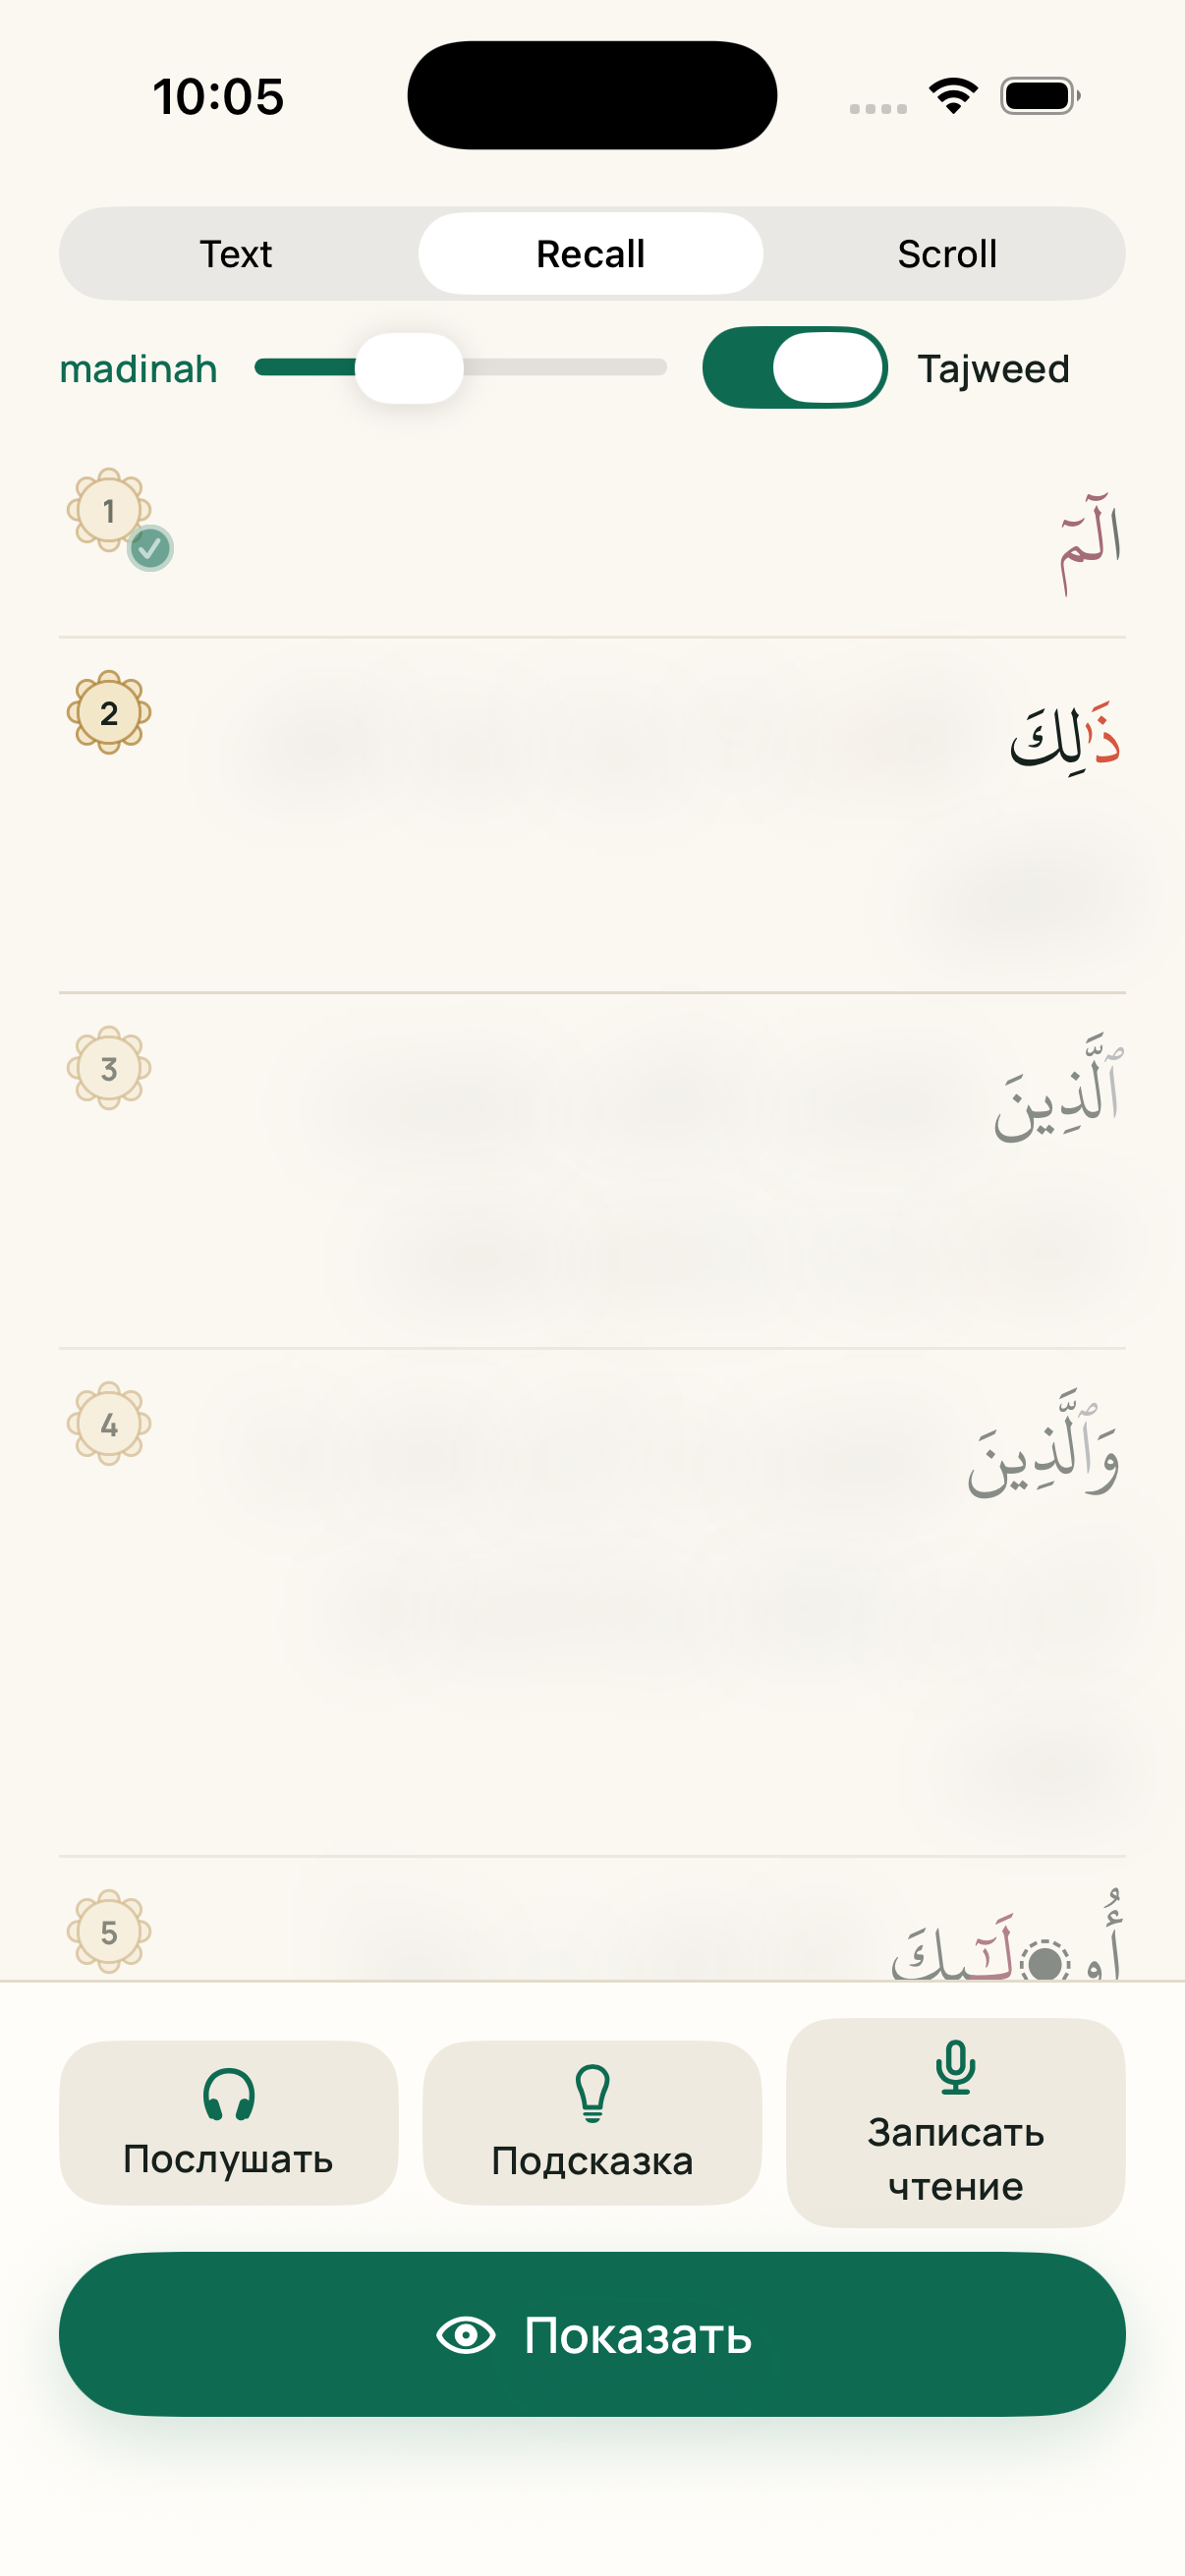 10:05
Text Recall Scroll
madinah Tajweed
1 الٓمٓ
2 ذَٰلِكَ
3 ٱلَّذِينَ
4 وَٱلَّذِينَ
5
Послушать
Подсказка
Записать
чтение
Показать